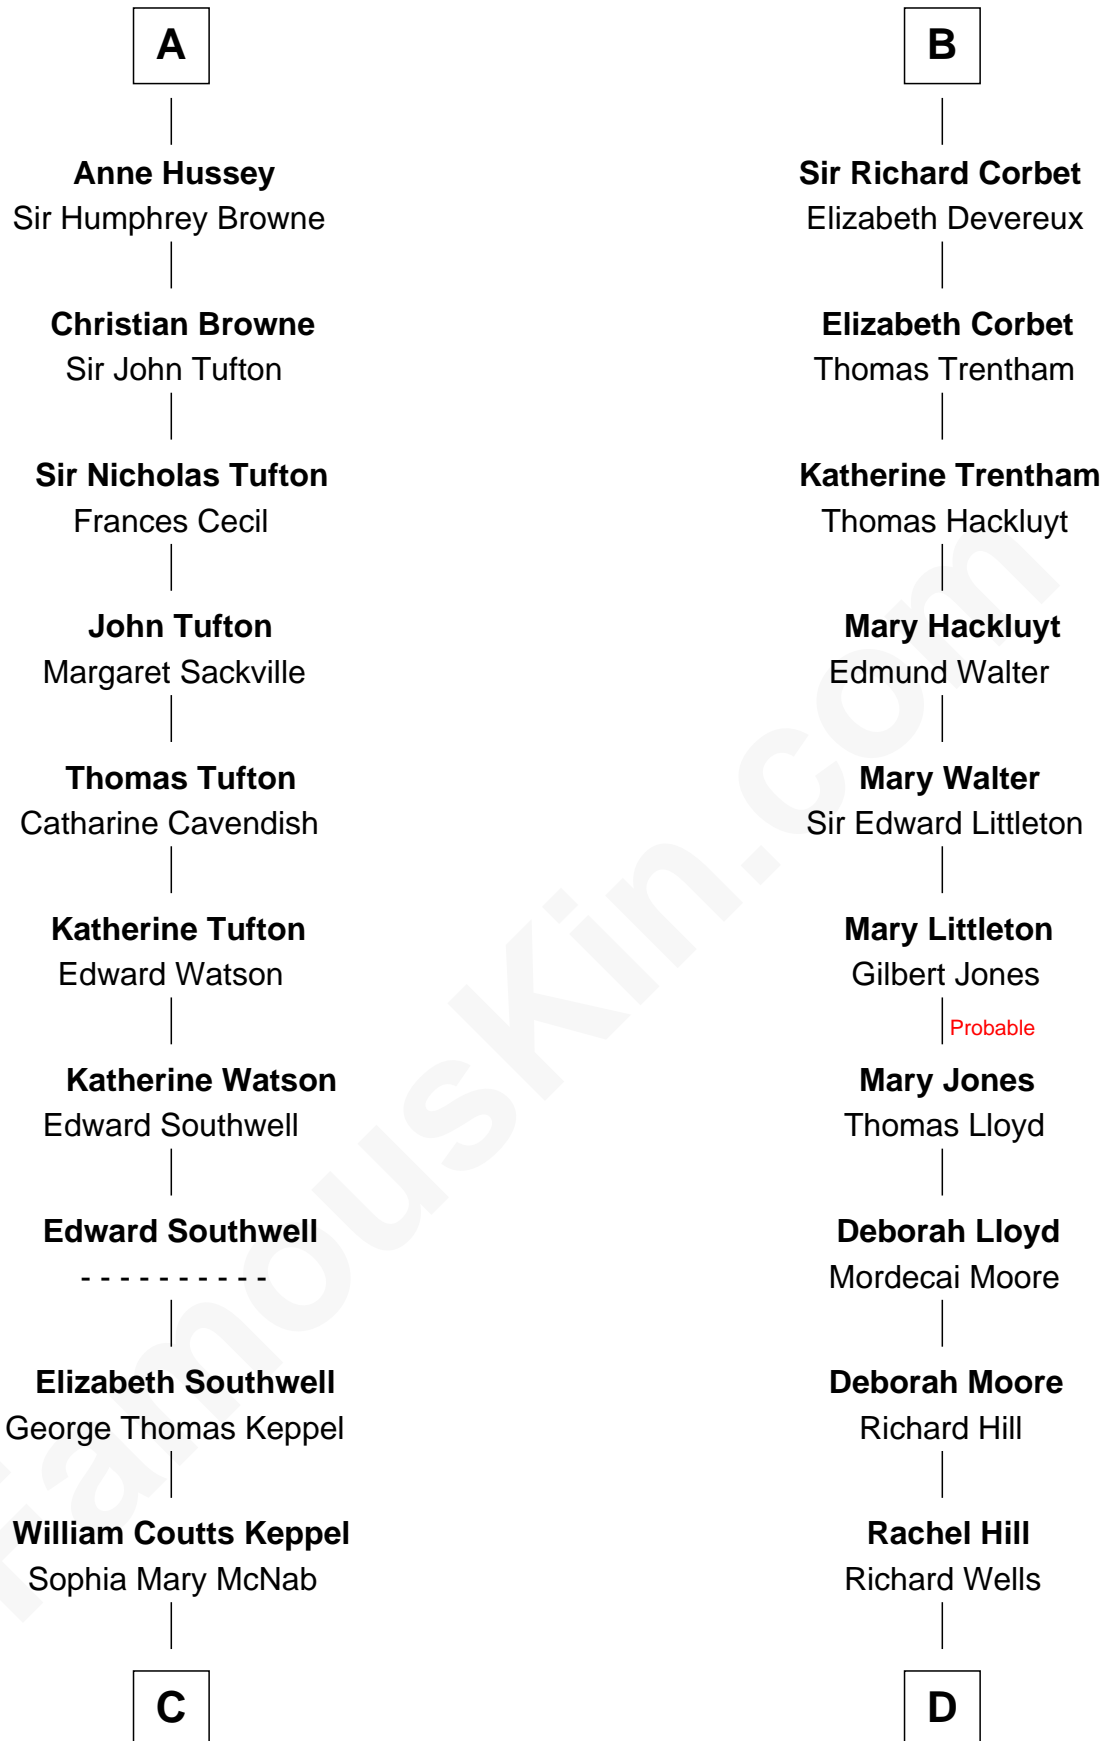 A
Anne Hussey
Sir Humphrey Browne
Christian Browne
Sir John Tufton
Sir Nicholas Tufton
Frances Cecil
John Tufton
Margaret Sackville
Thomas Tufton
Catharine Cavendish
Katherine Tufton
Edward Watson
Katherine Watson
Edward Southwell
Edward Southwell
- - - - - - - - - -
Elizabeth Southwell
George Thomas Keppel
William Coutts Keppel
Sophia Mary McNab
C
B
Sir Richard Corbet
Elizabeth Devereux
Elizabeth Corbet
Thomas Trentham
Katherine Trentham
Thomas Hackluyt
Mary Hackluyt
Edmund Walter
Mary Walter
Sir Edward Littleton
Mary Littleton
Gilbert Jones
Probable
Mary Jones
Thomas Lloyd
Deborah Lloyd
Mordecai Moore
Deborah Moore
Richard Hill
Rachel Hill
Richard Wells
D
FamousKin.com